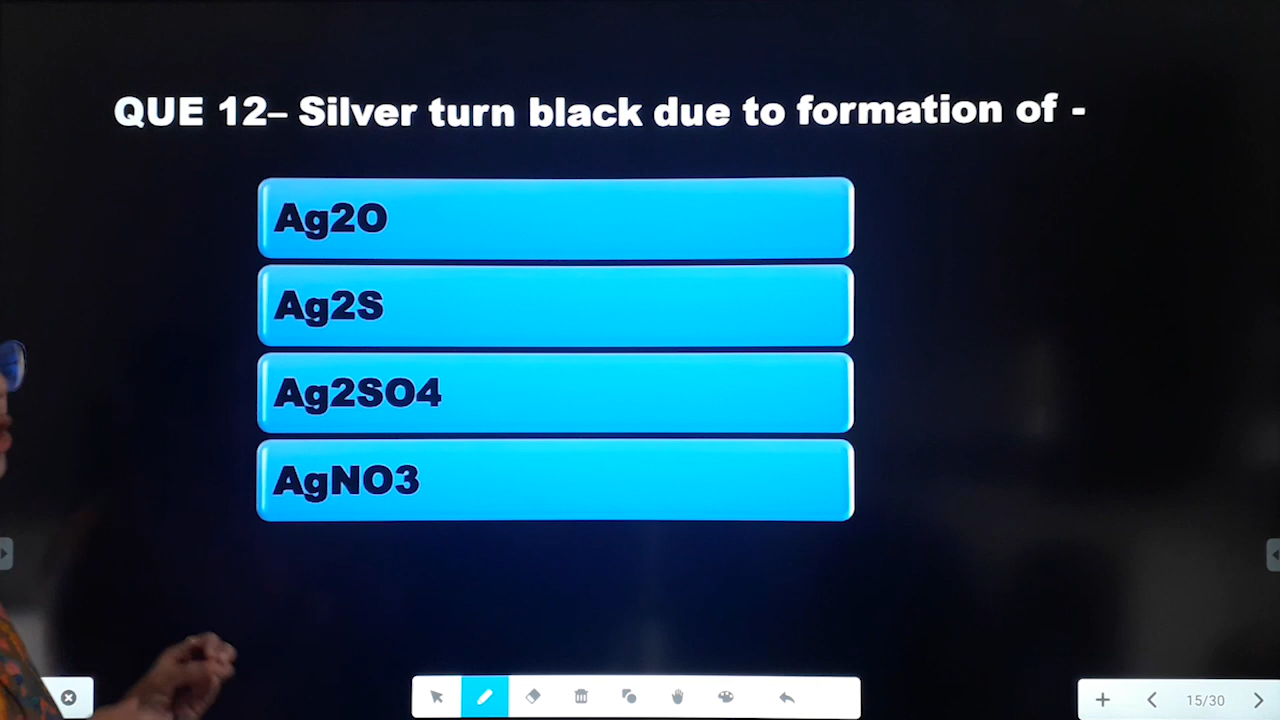 QUE 12– Silver turn black due to formation of -
Ag2O
Ag2S
Ag2SO4
AgNO3
15/30